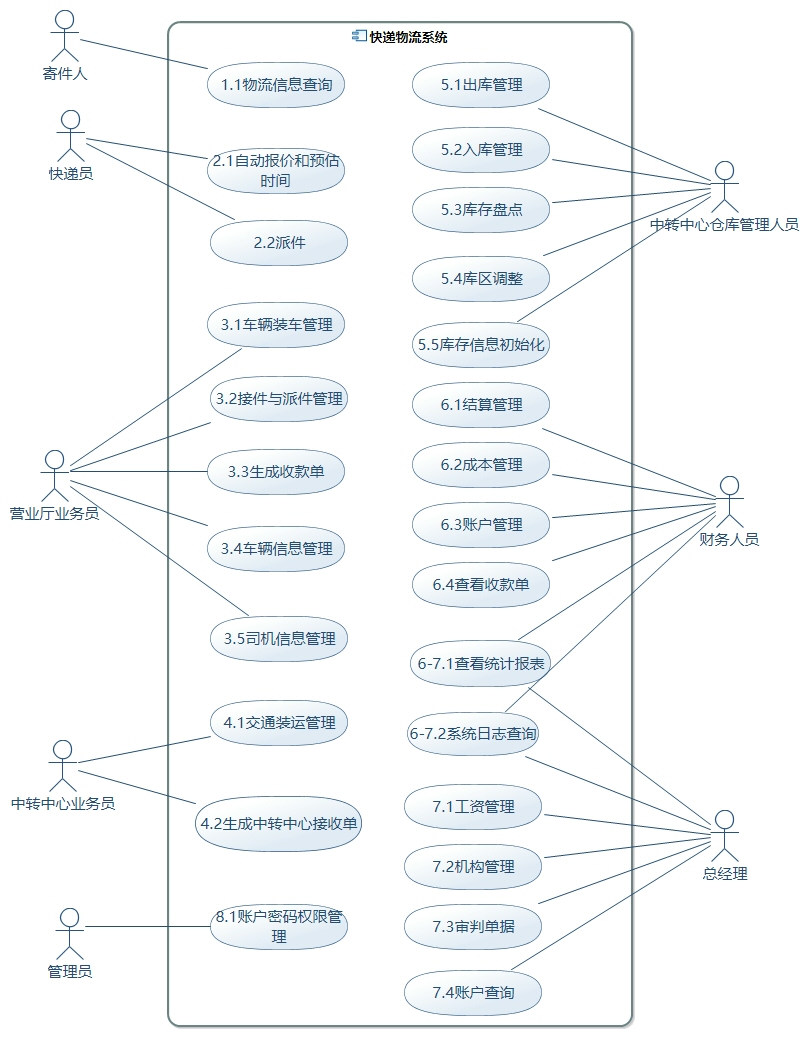 快递物流系统
寄件人
1.1物流信息查询
快递员
2.1自动报价和预估
时间
2.2派件
3.1车辆装车管理
3.2接件与派件管理
3.3生成收款单
营业厅业务员
3.4车辆信息管理
3.5司机信息管理
4.1交通装运管理
中转中心业务员
4.2生成中转中心接收单
8.1账户密码权限管
理
管理员
5.1出库管理
5.2入库管理
5.3库存盘点
中转中心仓库管理人员
5.4库区调整
5.5库存信息初始化
6.1结算管理
6.2成本管理
6.3账户管理
财务人员
6.4查看收款单
6-7.1查看统计报表
6-7.2系统日志查询
7.1工资管理
7.2机构管理
总经理
7.3审判单据
7.4账户查询